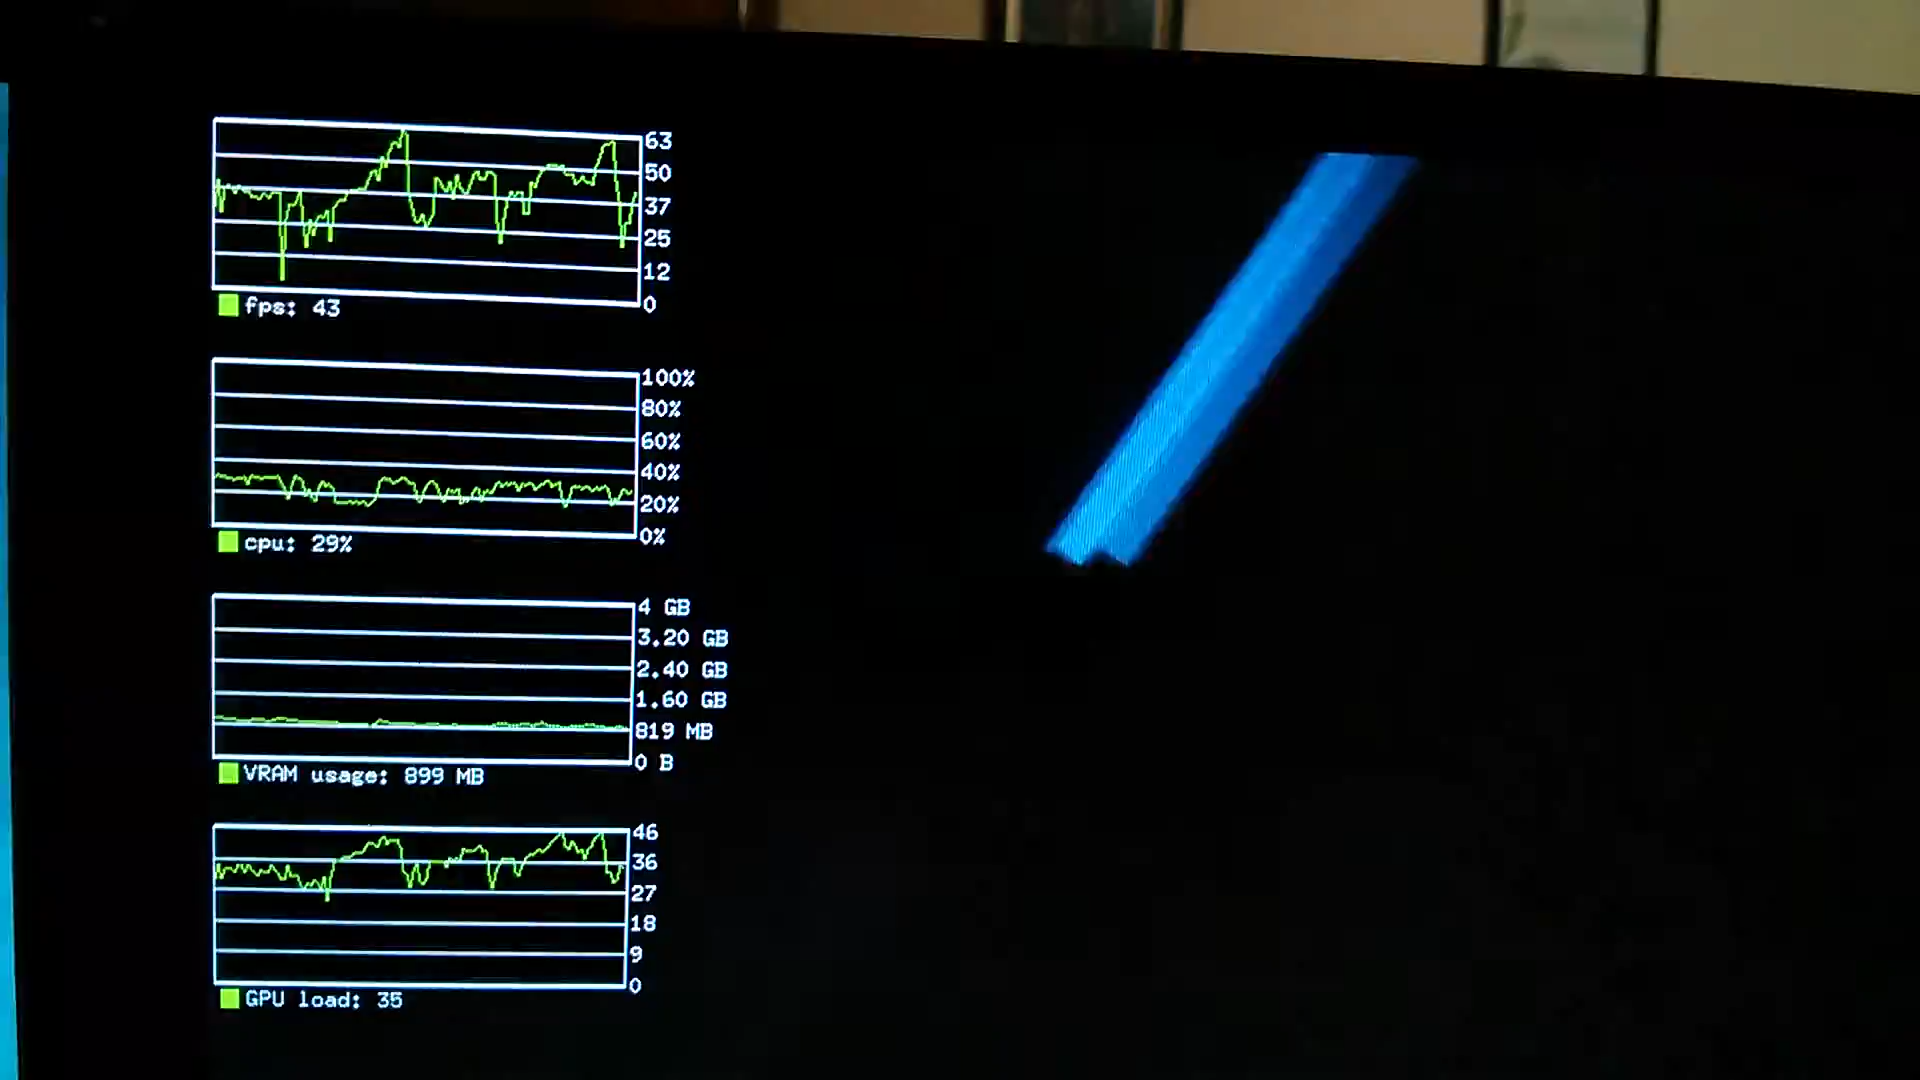 63
50
37
25
12
0
fps: 43
100%
80%
60%
40%
20%
0%
cpu: 29%
4 GB
3.20 GB
2.40 GB
1.60 GB
819 MB
0 B
VRAM usage: 899 MB
46
36
27
18
9
0
GPU load: 35